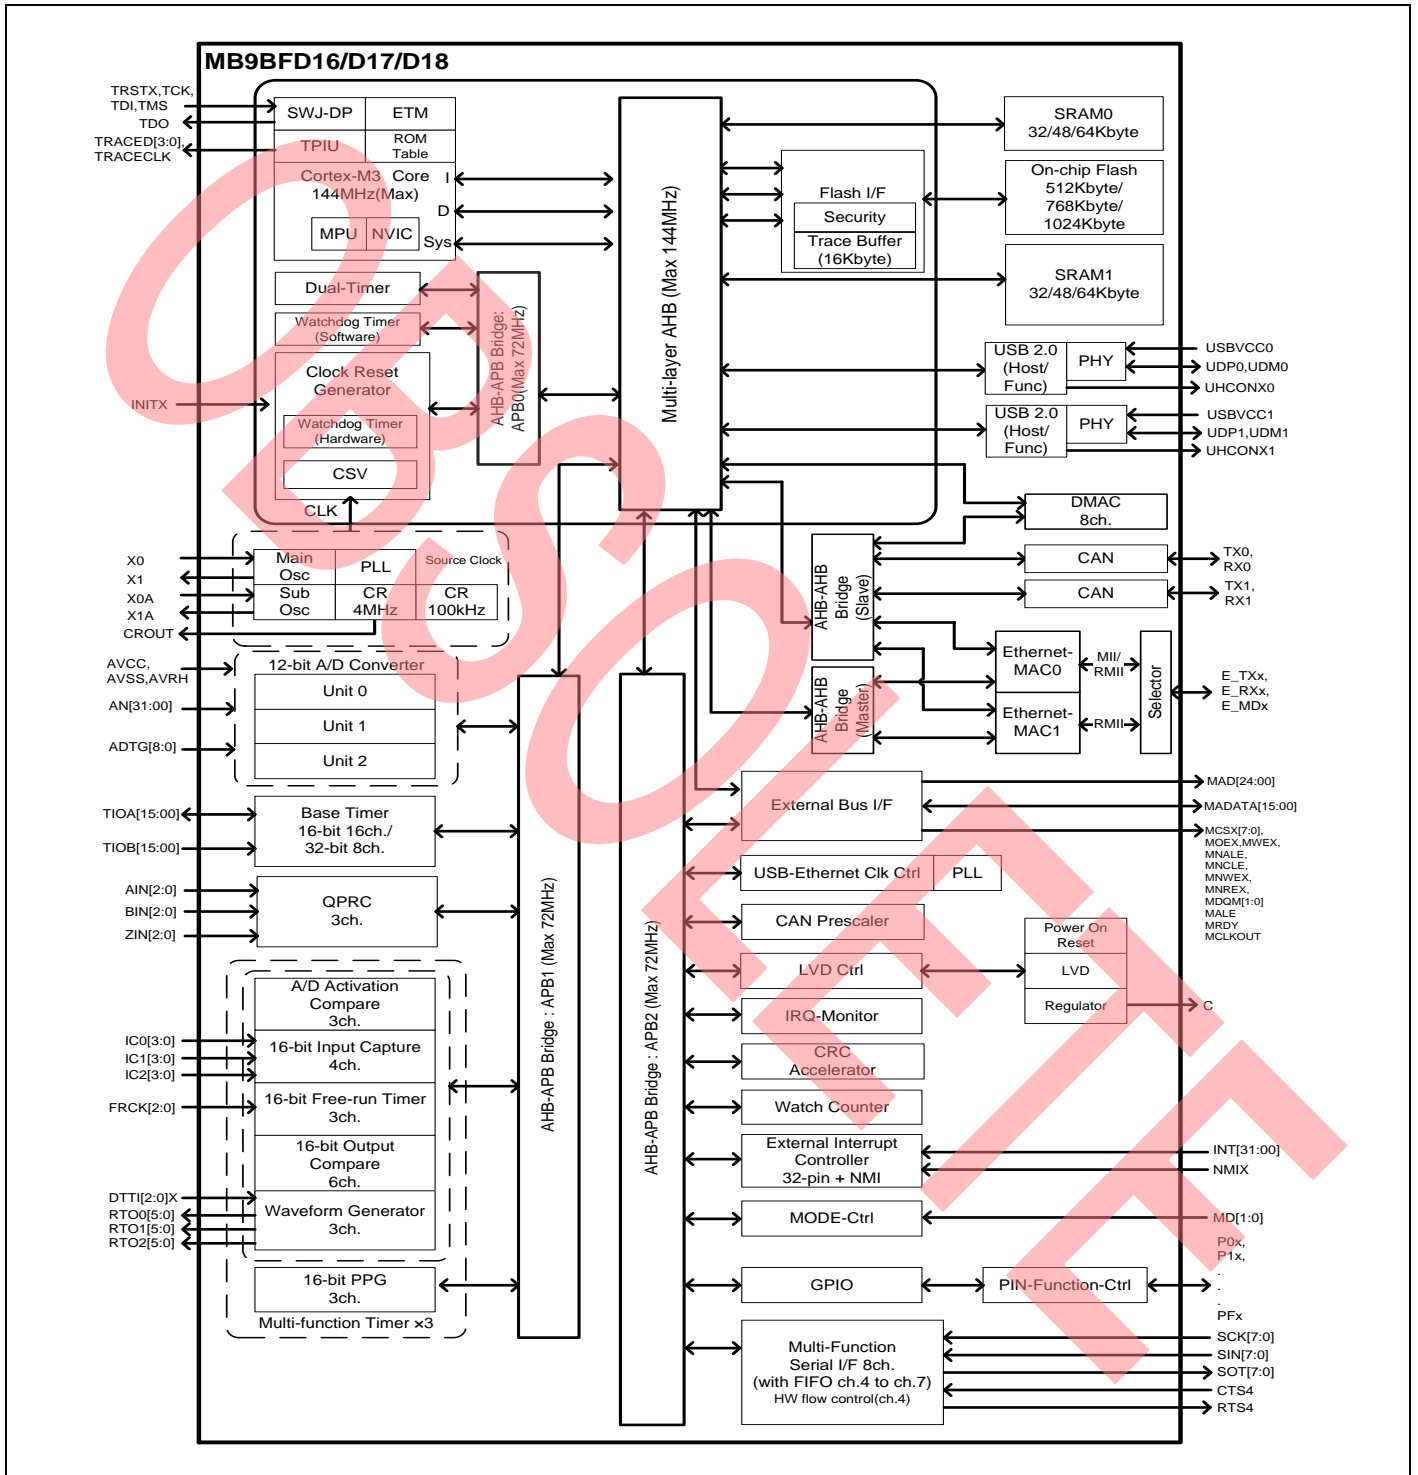 MB9BFD16/D17/D18
TRSTX,TCK,
TDI,TMS
TDO
TRACED[3:0],
TRACECLK
SWJ-DP
ETM
TPIU
ROM
Table
Cortex-M3 Core
144MHz(Max)
I
D
Sys
MPU
NVIC
Dual-Timer
Watchdog Timer
(Software)
Clock Reset
Generator
Watchdog Timer
(Hardware)
CSV
CLK
INITX
AHB-APB Bridge:
APB0(Max 72MHz)
Multi-layer AHB (Max 144MHz)
Flash I/F
Security
Trace Buffer
(16Kbyte)
SRAM0
32/48/64Kbyte
On-chip Flash
512Kbyte/
768Kbyte/
1024Kbyte
SRAM1
32/48/64Kbyte
USB 2.0
(Host/
Func)
PHY
USBVCC0
UDP0,UDM0
UHCONX0
USB 2.0
(Host/
Func)
PHY
USBVCC1
UDP1,UDM1
UHCONX1
DMAC
8ch.
CAN
TX0,
RX0
CAN
TX1,
RX1
AHB-AHB
Bridge
(Slave)
AHB-AHB
Bridge
(Master)
Ethernet-
MAC0
Ethernet-
MAC1
MII/
RMII
RMII
Selector
E_TXx,
E_RXx,
E_MDx
X0
X1
X0A
X1A
CROUT
Main
Osc
PLL
Source Clock
Sub
Osc
CR
4MHz
CR
100kHz
AVCC,
AVSS,AVRH
AN[31:00]
ADTG[8:0]
12-bit A/D Converter
Unit 0
Unit 1
Unit 2
TIOA[15:00]
TIOB[15:00]
Base Timer
16-bit 16ch./
32-bit 8ch.
AIN[2:0]
BIN[2:0]
ZIN[2:0]
QPRC
3ch.
A/D Activation
Compare
3ch.
IC0[3:0]
IC1[3:0]
IC2[3:0]
16-bit Input Capture
4ch.
FRCK[2:0]
16-bit Free-run Timer
3ch.
16-bit Output
Compare
6ch.
DTTI[2:0]X
RTO0[5:0]
RTO1[5:0]
RTO2[5:0]
Waveform Generator
3ch.
16-bit PPG
3ch.
Multi-function Timer ×3
AHB-APB Bridge : APB1 (Max 72MHz)
AHB-APB Bridge : APB2 (Max 72MHz)
External Bus I/F
MAD[24:00]
MADATA[15:00]
MCSX[7:0],
MOEX,MWEX,
MNALE,
MNCLE,
MNWEX,
MNREX,
MDQM[1:0]
MALE
MRDY
MCLKOUT
USB-Ethernet Clk Ctrl
PLL
CAN Prescaler
Power On
Reset
LVD Ctrl
LVD
Regulator
C
IRQ-Monitor
CRC
Accelerator
Watch Counter
External Interrupt
Controller
32-pin + NMI
INT[31:00]
NMIX
MODE-Ctrl
MD[1:0]
GPIO
PIN-Function-Ctrl
P0x,
P1x,
.
.
.
PFx
Multi-Function
Serial I/F 8ch.
(with FIFO ch.4 to ch.7)
HW flow control(ch.4)
SCK[7:0]
SIN[7:0]
SOT[7:0]
CTS4
RTS4
OBSOLETE